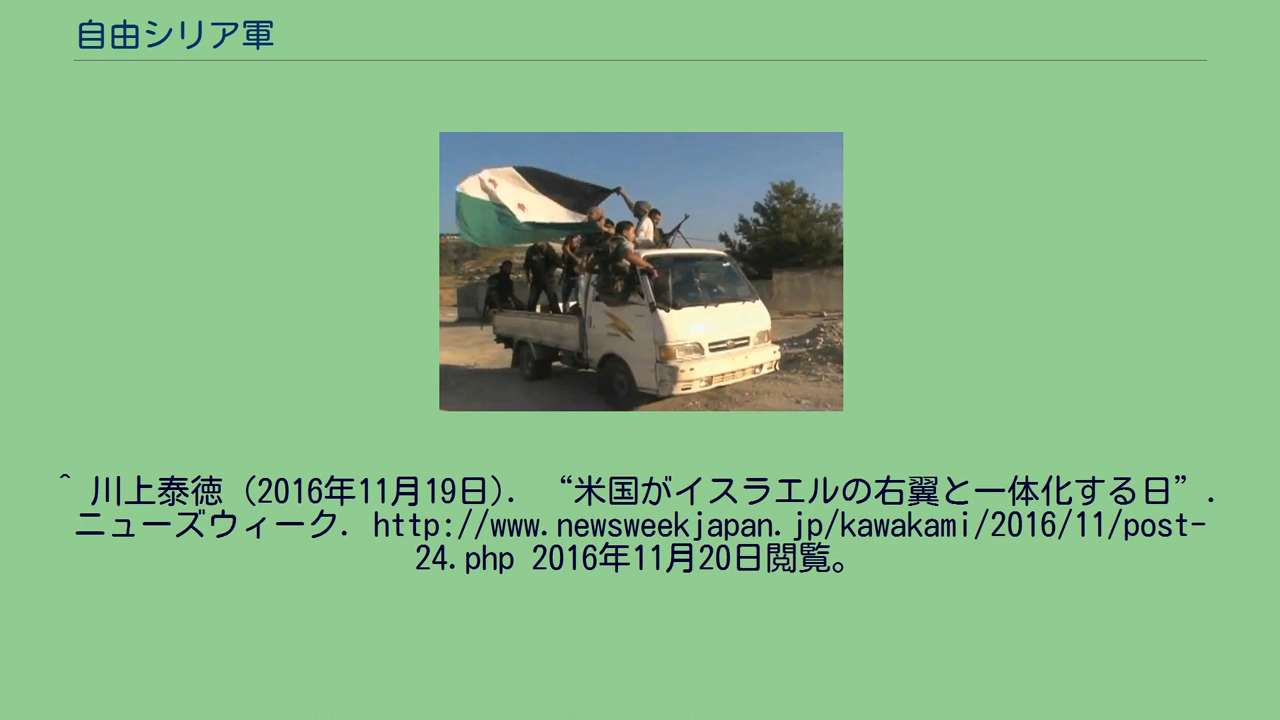 自由シリア軍
^ 川上泰徳 (2016年11月19日). “米国がイスラエルの右翼と一体化する日”.
ニューズウィーク. http://www.newsweekjapan.jp/kawakami/2016/11/post-
24.php 2016年11月20日閲覧。